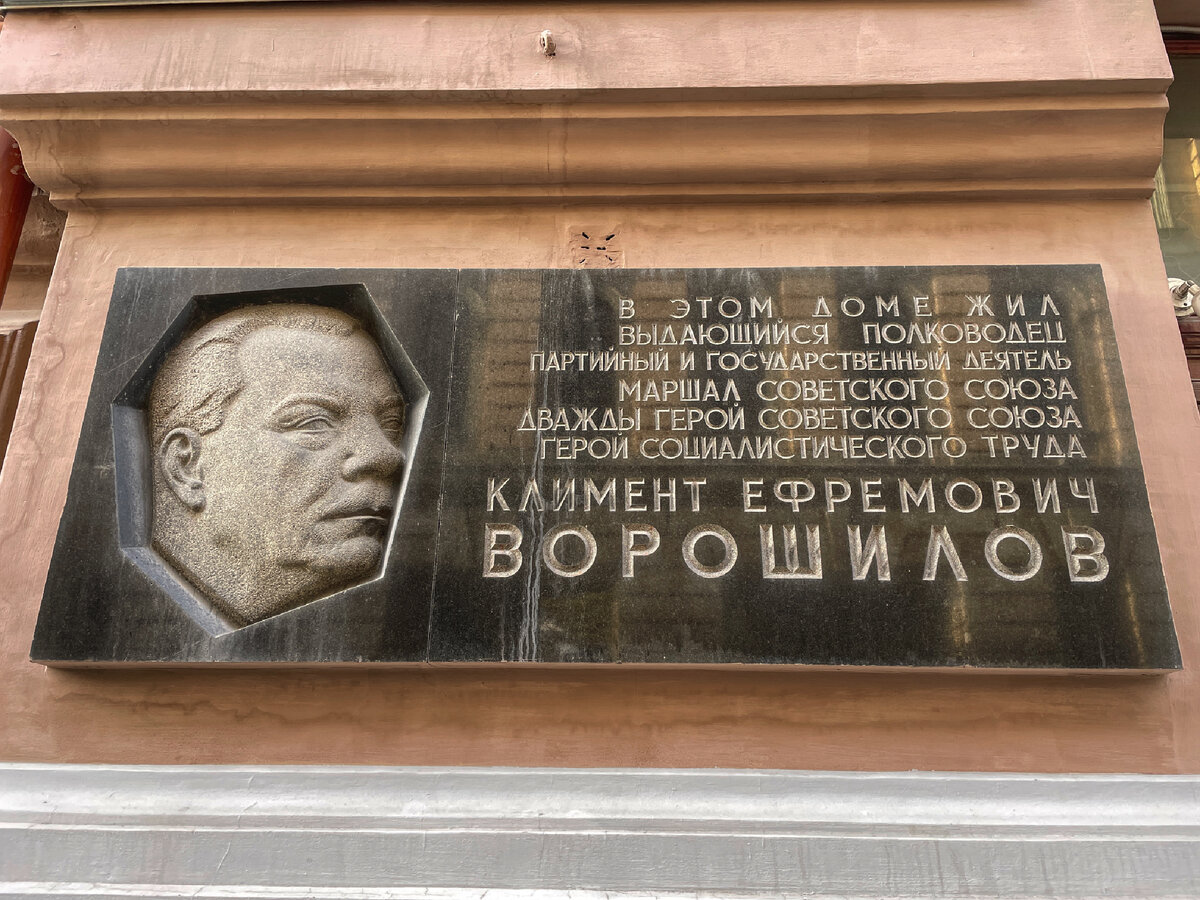 В ЭТОМ ДОМЕ ЖИЛ
ВЫДАЮЩИЙСЯ ПОЛКОВОДЕЦ
ПАРТИЙНЫЙ И ГОСУДАРСТВЕННЫЙ ДЕЯТЕЛЬ
МАРШАЛ СОВЕТСКОГО СОЮЗА
ДВАЖДЫ ГЕРОЙ СОВЕТСКОГО СОЮЗА
ГЕРОЙ СОЦИАЛИСТИЧЕСКОГО ТРУДА
КЛИМЕНТ ЕФРЕМОВИЧ
ВОРОШИЛОВ